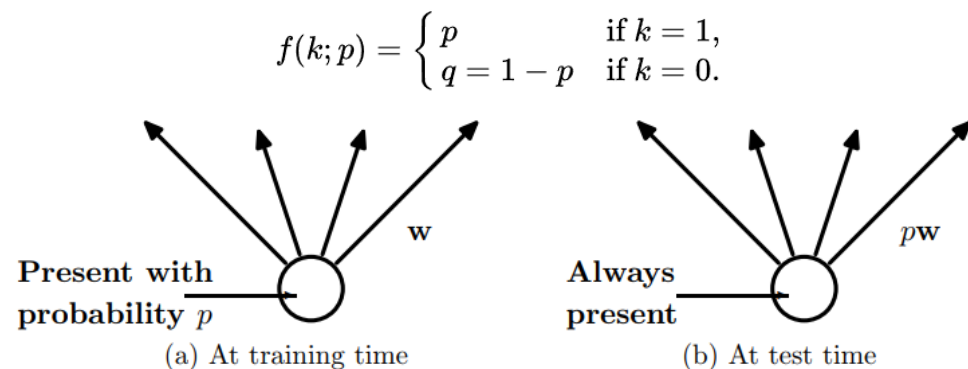 f(k; p) = { p if k = 1,
q = 1 − p if k = 0.
w
Present with
probability p
(a) At training time
pw
Always
present
(b) At test time